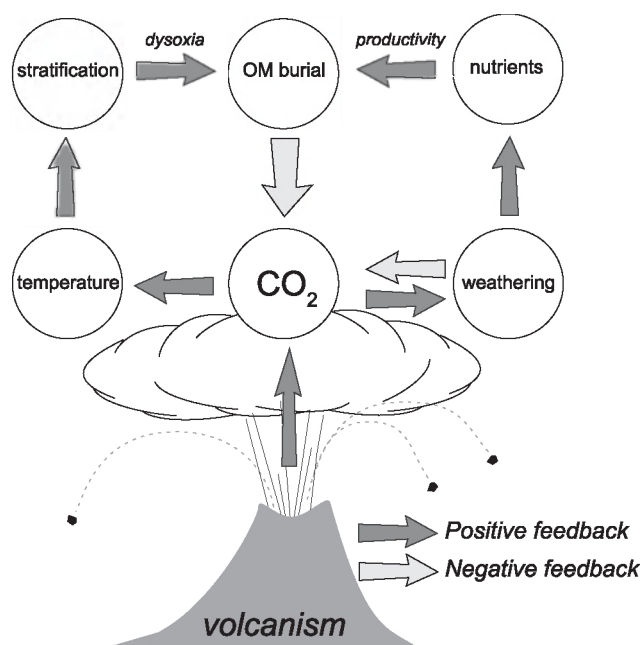 dysoxia
productivity
stratification
OM burial
nutrients
temperature
CO₂
weathering
Positive feedback
Negative feedback
volcanism